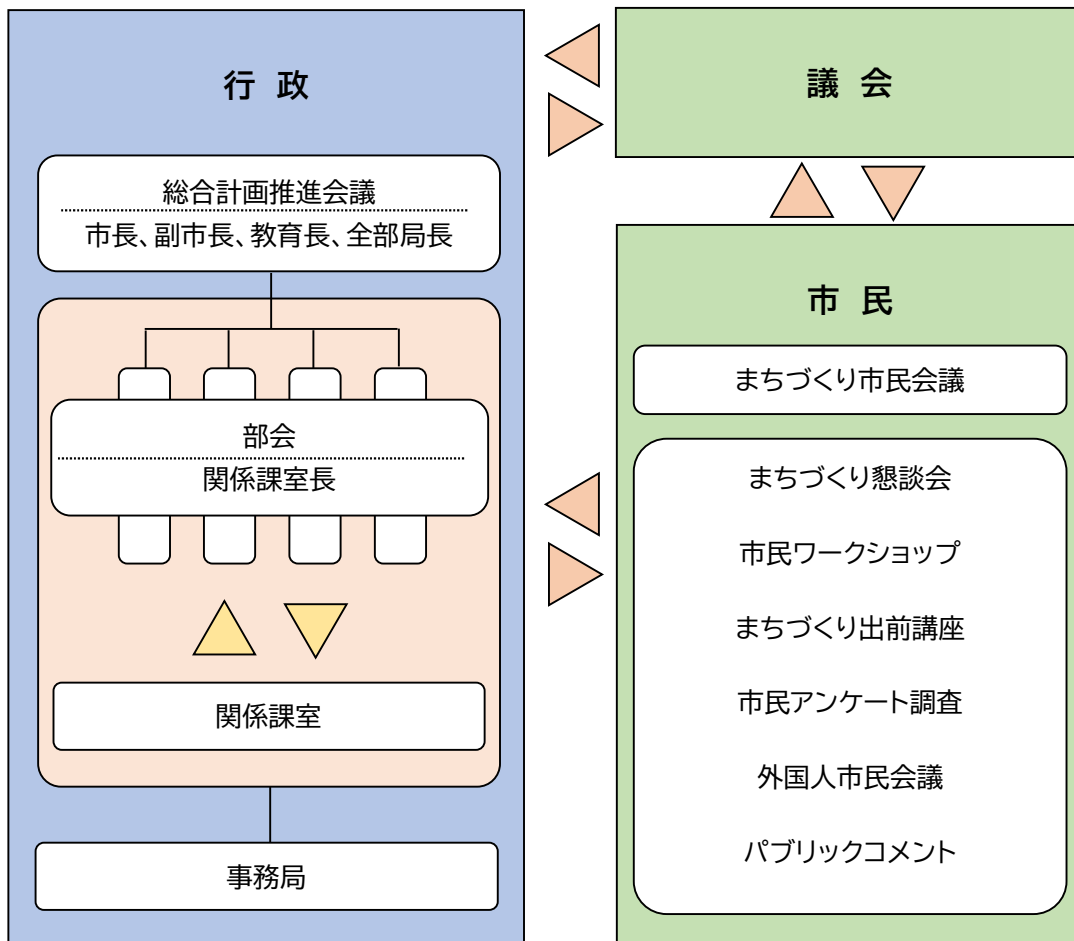 行 政
総合計画推進会議
市長、副市長、教育長、全部局長
部会
関係課室長
関係課室
事務局
議 会
市 民
まちづくり市民会議
まちづくり懇談会
市民ワークショップ
まちづくり出前講座
市民アンケート調査
外国人市民会議
パブリックコメント